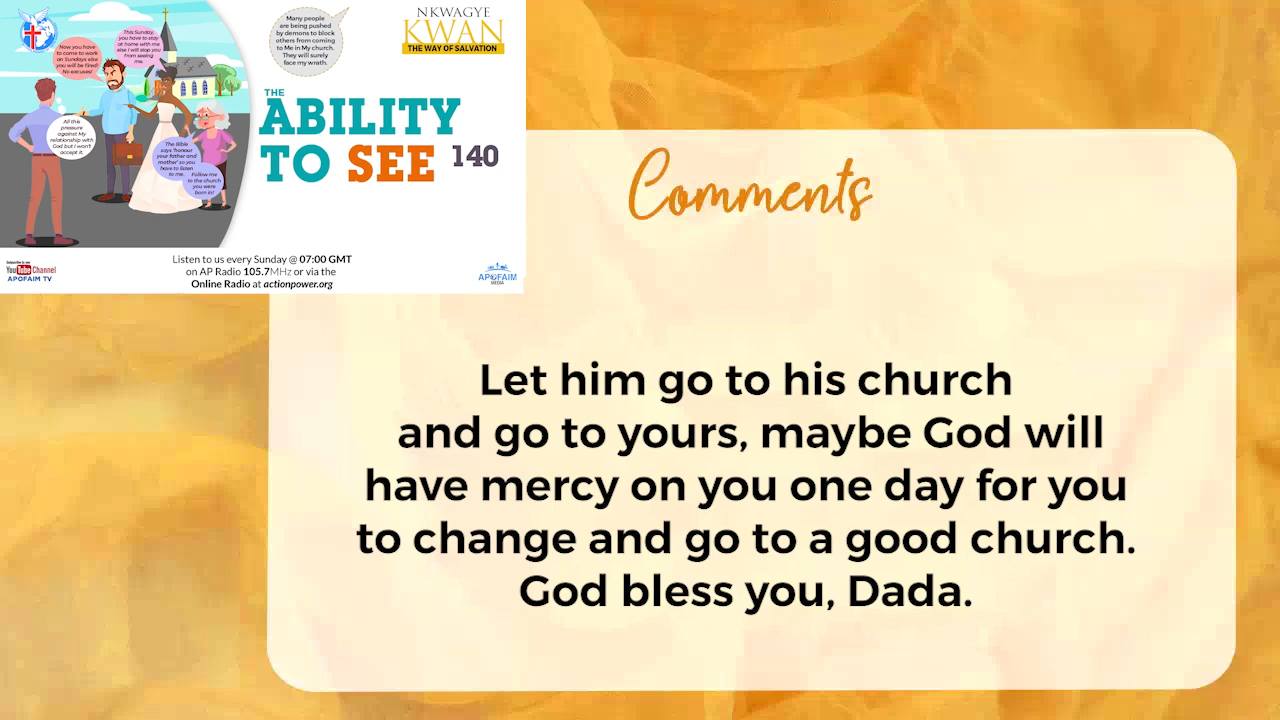 Now you have
to come to work
on Sundays else
you will be fired!
No excuses!
This Sunday,
you have to stay
at home with me
else I will stop you
from seeing
me.
All this
pressure
against My
relationship with
God but I won't
accept it.
The Bible
says 'honour
your father and
mother' so you
have to listen
to me.
Follow me
to the church
you were
born in!
Many people
are being pushed
by demons to block
others from coming
to Me in My church.
They will surely
face my wrath.
NKWAGYE
KWAN
THE WAY OF SALVATION
THE
ABILITY
TO SEE 140
Subscribe to our
YouTube Channel
APOFAIM TV
Listen to us every Sunday @ 07:00 GMT
on AP Radio 105.7MHz or via the
Online Radio at actionpower.org
APOFAIM
MEDIA
Comments
Let him go to his church
and go to yours, maybe God will
have mercy on you one day for you
to change and go to a good church.
God bless you, Dada.